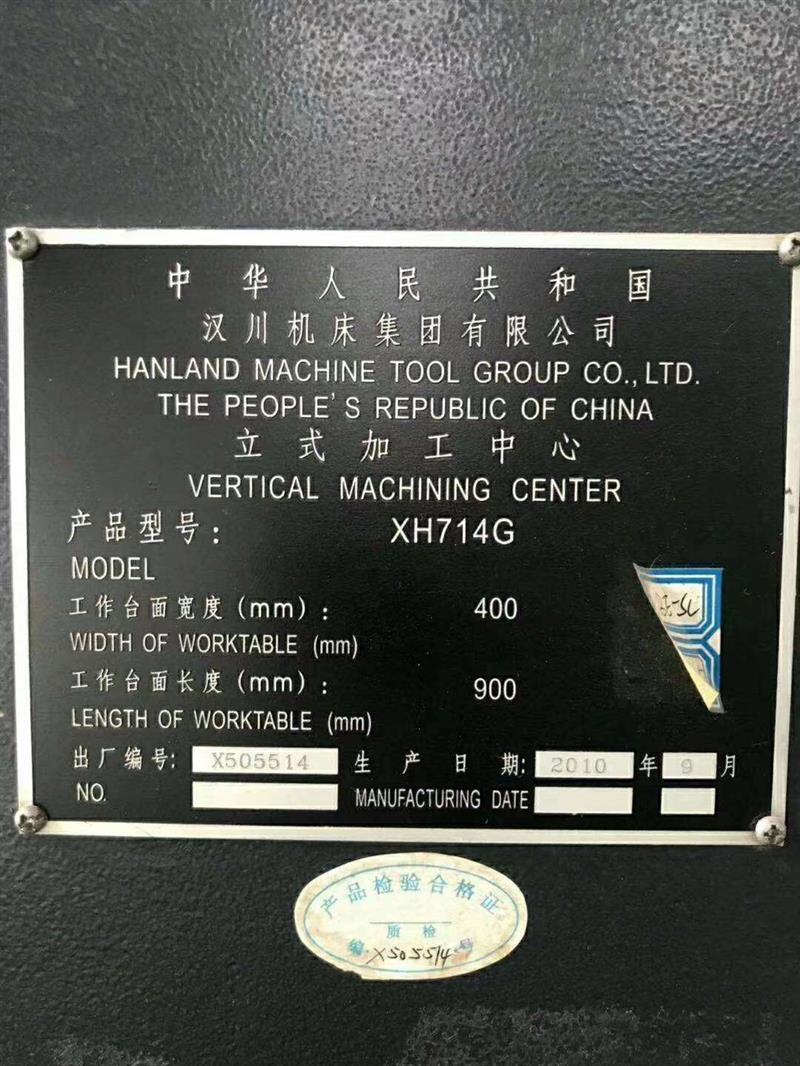 中华人民共和国
汉川机床集团有限公司
HANLAND MACHINE TOOL GROUP CO.,LTD.
THE PEOPLE'S REPUBLIC OF CHINA
立式加工中心
VERTICAL MACHINING CENTER
产品型号: XH714G
MODEL
工作台面宽度(mm): 400
WIDTH OF WORKTABLE (mm)
工作台面长度(mm): 900
LENGTH OF WORKTABLE (mm)
出厂编号: X505514 生产日期: 2010 年 9 月
NO. MANUFACTURING DATE
产品检验合格证
质检
编 X505514 号